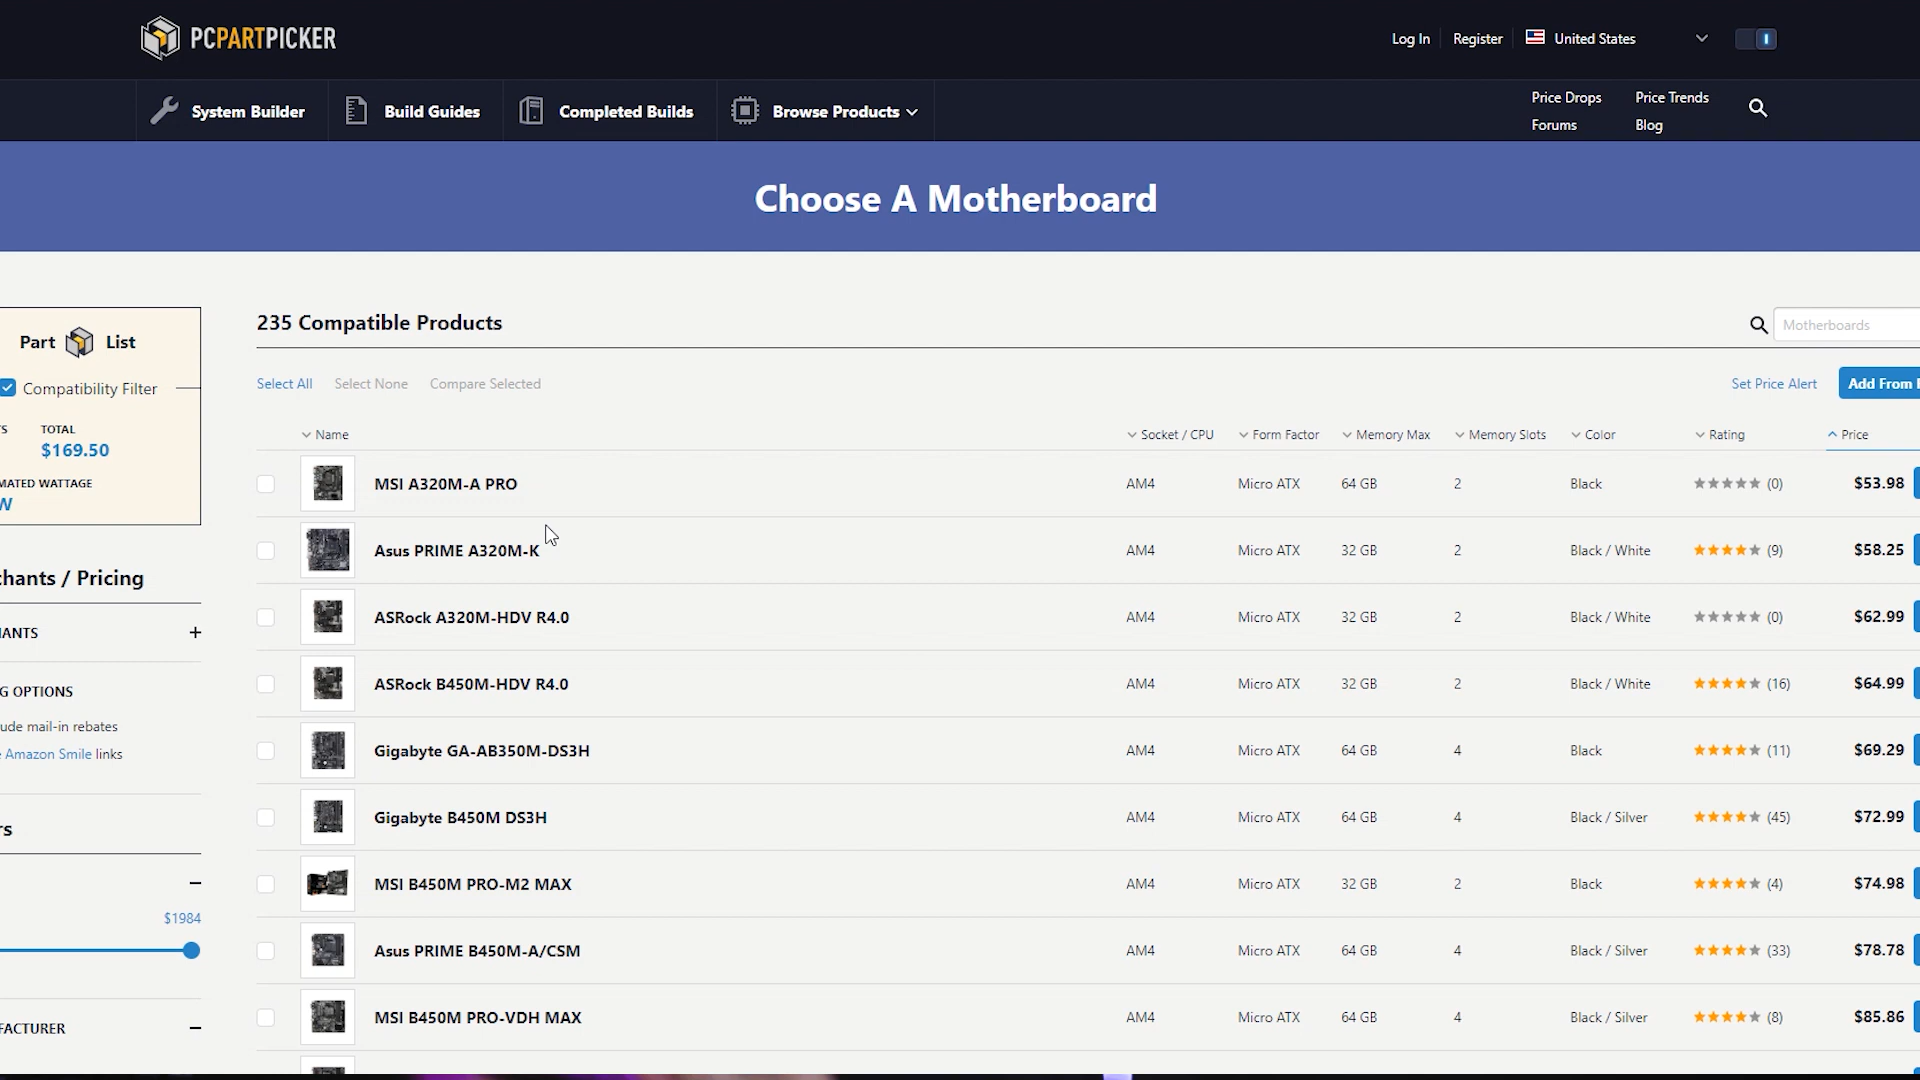 PCPARTPICKER
Log In
Register
United States
System Builder
Build Guides
Completed Builds
Browse Products
Price Drops
Price Trends
Forums
Blog
Choose A Motherboard
Part List
Compatibility Filter
TS
TOTAL
$169.50
MATED WATTAGE
W
235 Compatible Products
Motherboards
Select All
Select None
Compare Selected
Set Price Alert
Add From
Name
Socket / CPU
Form Factor
Memory Max
Memory Slots
Color
Rating
Price
MSI A320M-A PRO AM4 Micro ATX 64 GB 2 Black (0) $53.98
Asus PRIME A320M-K AM4 Micro ATX 32 GB 2 Black / White (9) $58.25
ASRock A320M-HDV R4.0 AM4 Micro ATX 32 GB 2 Black / White (0) $62.99
ASRock B450M-HDV R4.0 AM4 Micro ATX 32 GB 2 Black / White (16) $64.99
Gigabyte GA-AB350M-DS3H AM4 Micro ATX 64 GB 4 Black (11) $69.29
Gigabyte B450M DS3H AM4 Micro ATX 64 GB 4 Black / Silver (45) $72.99
MSI B450M PRO-M2 MAX AM4 Micro ATX 32 GB 2 Black (4) $74.98
Asus PRIME B450M-A/CSM AM4 Micro ATX 64 GB 4 Black / Silver (33) $78.78
MSI B450M PRO-VDH MAX AM4 Micro ATX 64 GB 4 Black / Silver (8) $85.86
chants / Pricing
HANTS
G OPTIONS
ude mail-in rebates
e Amazon Smile links
rs
$1984
FACTURER